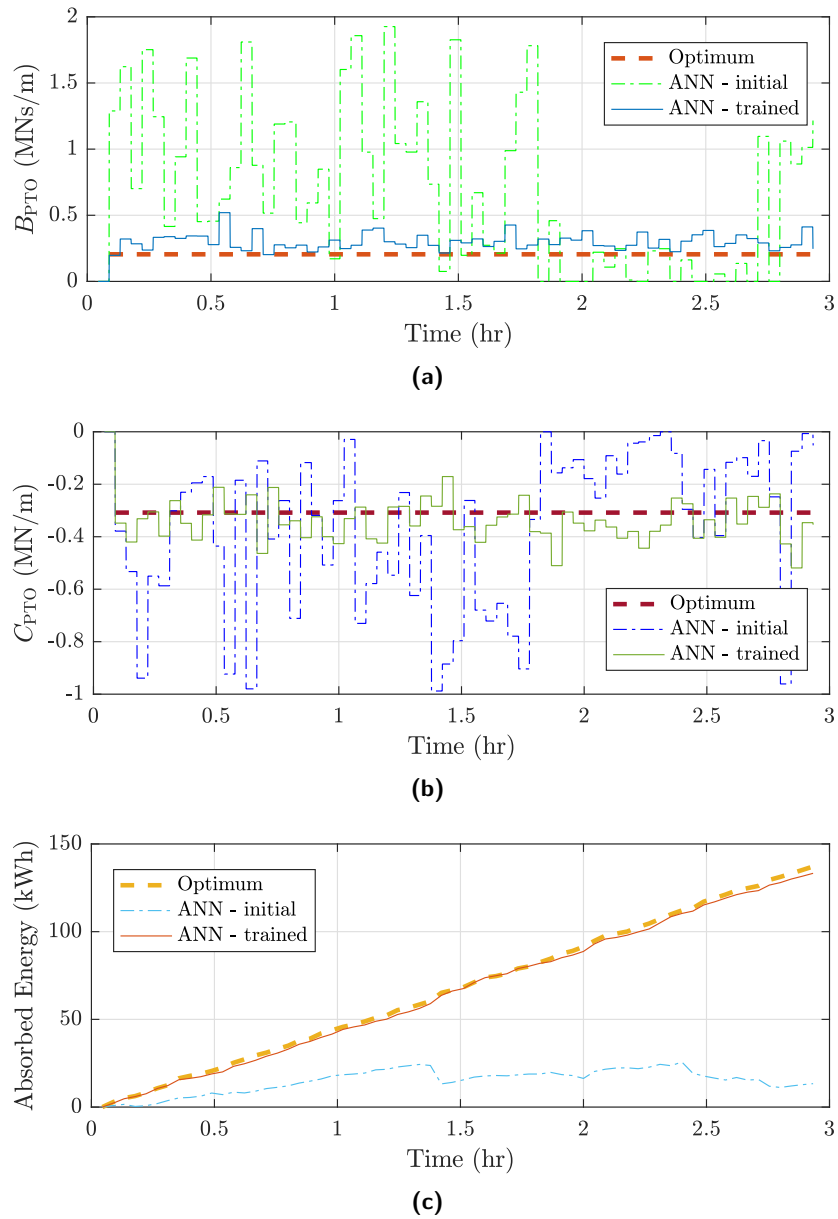 2
1.5
1
0.5
0
B_PTO (MNs/m)
Optimum
ANN - initial
ANN - trained
0 0.5 1 1.5 2 2.5 3
Time (hr)
(a)
0
-0.2
-0.4
-0.6
-0.8
-1
C_PTO (MN/m)
Optimum
ANN - initial
ANN - trained
0 0.5 1 1.5 2 2.5 3
Time (hr)
(b)
150
100
50
0
Absorbed Energy (kWh)
Optimum
ANN - initial
ANN - trained
0 0.5 1 1.5 2 2.5 3
Time (hr)
(c)